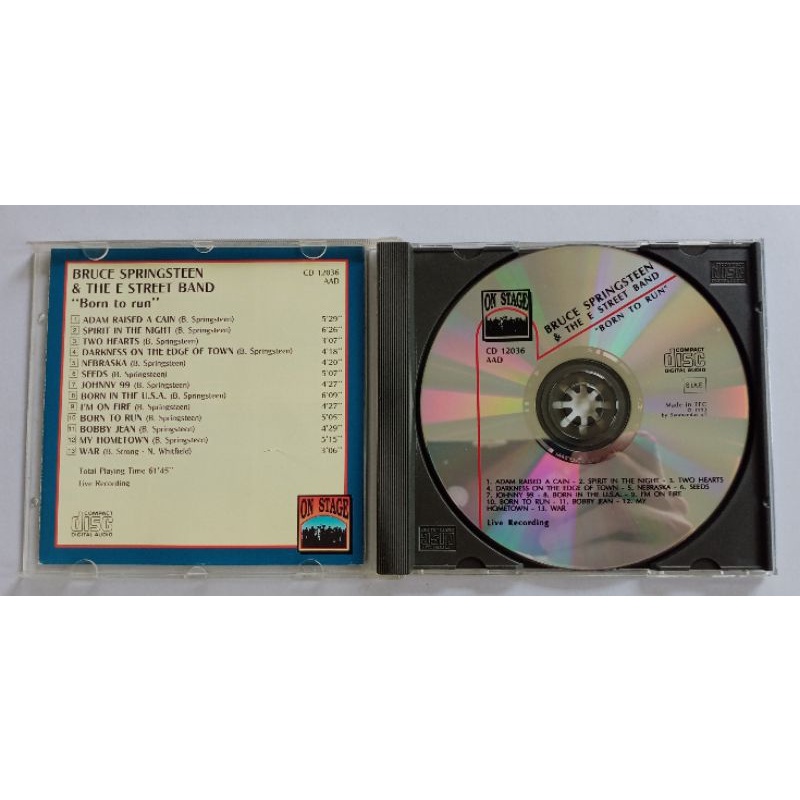 BRUCE SPRINGSTEEN
& THE E STREET BAND
"Born to run"
CD 12036
AAD
1 ADAM RAISED A CAIN (B. Springsteen) 5'29"
2 SPIRIT IN THE NIGHT (B. Springsteen) 6'26"
3 TWO HEARTS (B. Springsteen)
4 DARKNESS ON THE EDGE OF TOWN (B. Springsteen) 4'18"
5 NEBRASKA (B. Springsteen) 4'20"
6 SEEDS (B. Springsteen) 5'07"
7 JOHNNY 99 (B. Springsteen) 4'27"
8 BORN IN THE U.S.A. (B. Springsteen) 6'09"
9 I'M ON FIRE (B. Springsteen) 4'27"
10 BORN TO RUN (B. Springsteen) 5'05"
11 BOBBY JEAN (B. Springsteen) 4'29"
12 MY HOMETOWN (B. Springsteen) 5'15"
13 WAR (B. Strong - N. Whitfield)
Total Playing Time 61'45"
Live Recording
COMPACT
disc
DIGITAL AUDIO
ON STAGE
ON STAGE
BRUCE SPRINGSTEEN
& THE E STREET BAND
"BORN TO RUN"
CD 12036
AAD
COMPACT
disc
DIGITAL AUDIO
Made in EEC
1. ADAM RAISED A CAIN - 2. SPIRIT IN THE NIGHT - 3. TWO HEARTS
4. DARKNESS ON THE EDGE OF TOWN - 5. NEBRASKA - 6. SEEDS
7. JOHNNY 99 - 8. BORN IN THE U.S.A. - 9. I'M ON FIRE
10. BORN TO RUN - 11. BOBBY JEAN - 12. MY
HOMETOWN - 13. WAR
Live Recording
disc